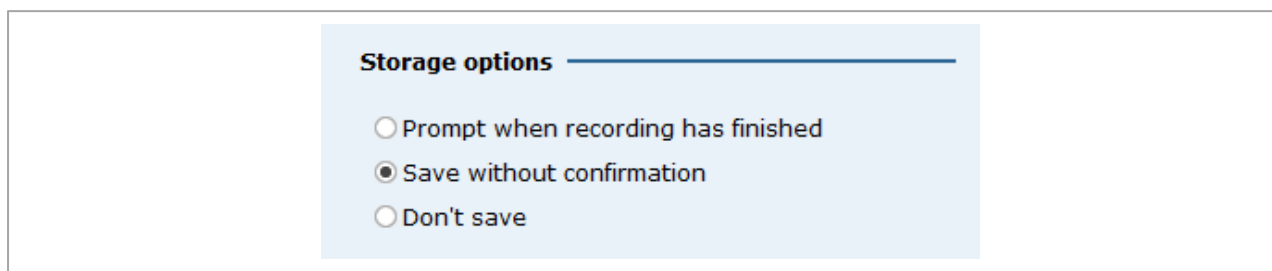 Storage options
Prompt when recording has finished
Save without confirmation
Don't save